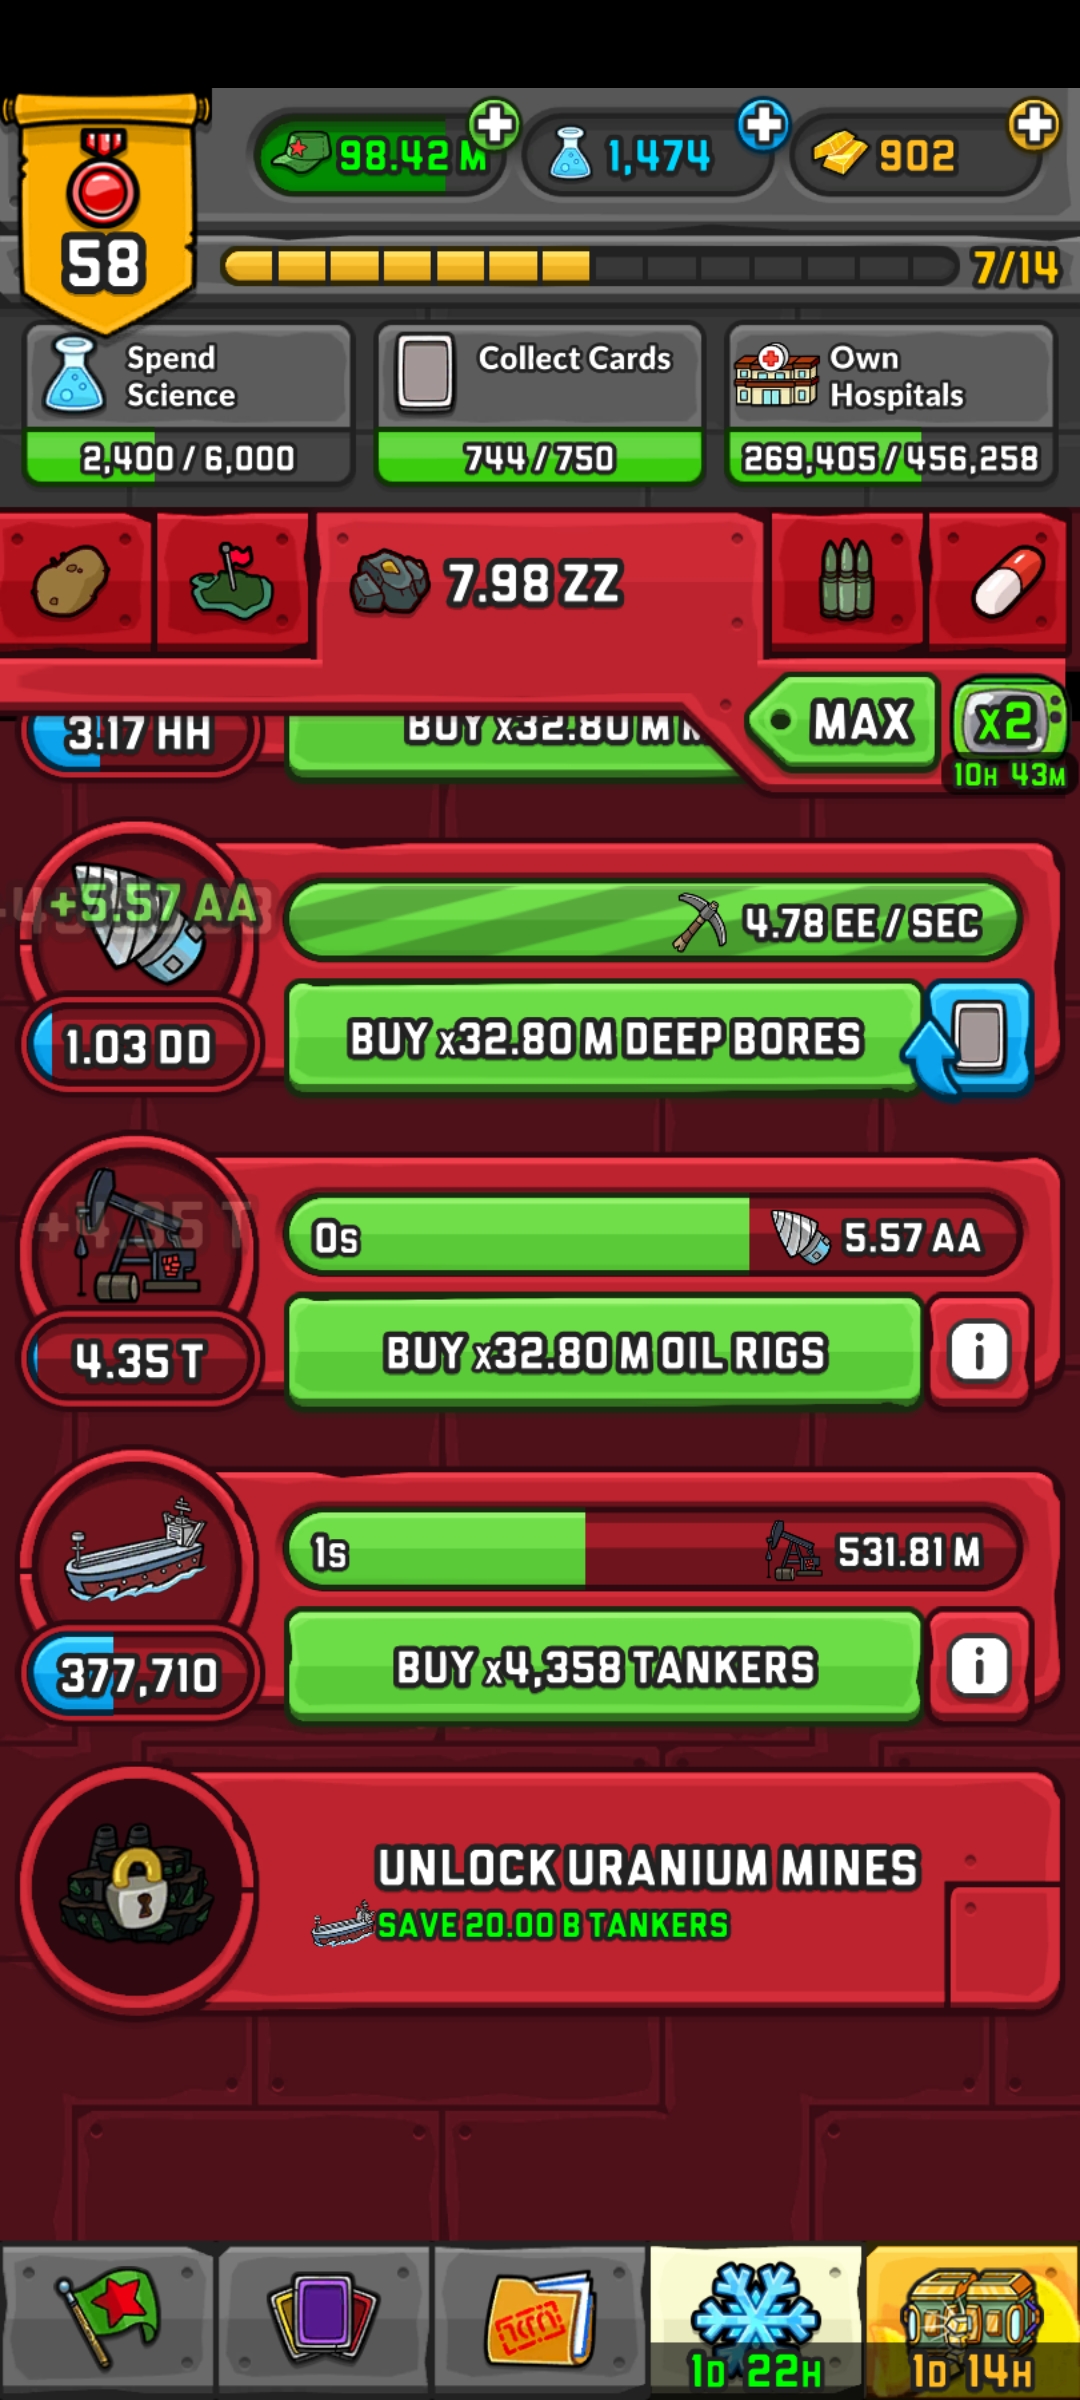 98.42 M
1,474
902
58
7/14
Spend
Science
Collect Cards
Own
Hospitals
2,400 / 6,000
744 / 750
269,405 / 456,258
7.98 ZZ
MAX
x2
10H 43M
3.17 HH
BUY x32.80 M
+5.57 AA
4.78 EE / SEC
1.03 DD
BUY x32.80 M DEEP BORES
+4.35 T
0s
5.57 AA
4.35 T
BUY x32.80 M OIL RIGS
i
1s
531.81 M
377,710
BUY x4,358 TANKERS
i
UNLOCK URANIUM MINES
SAVE 20.00 B TANKERS
1D 22H
1D 14H